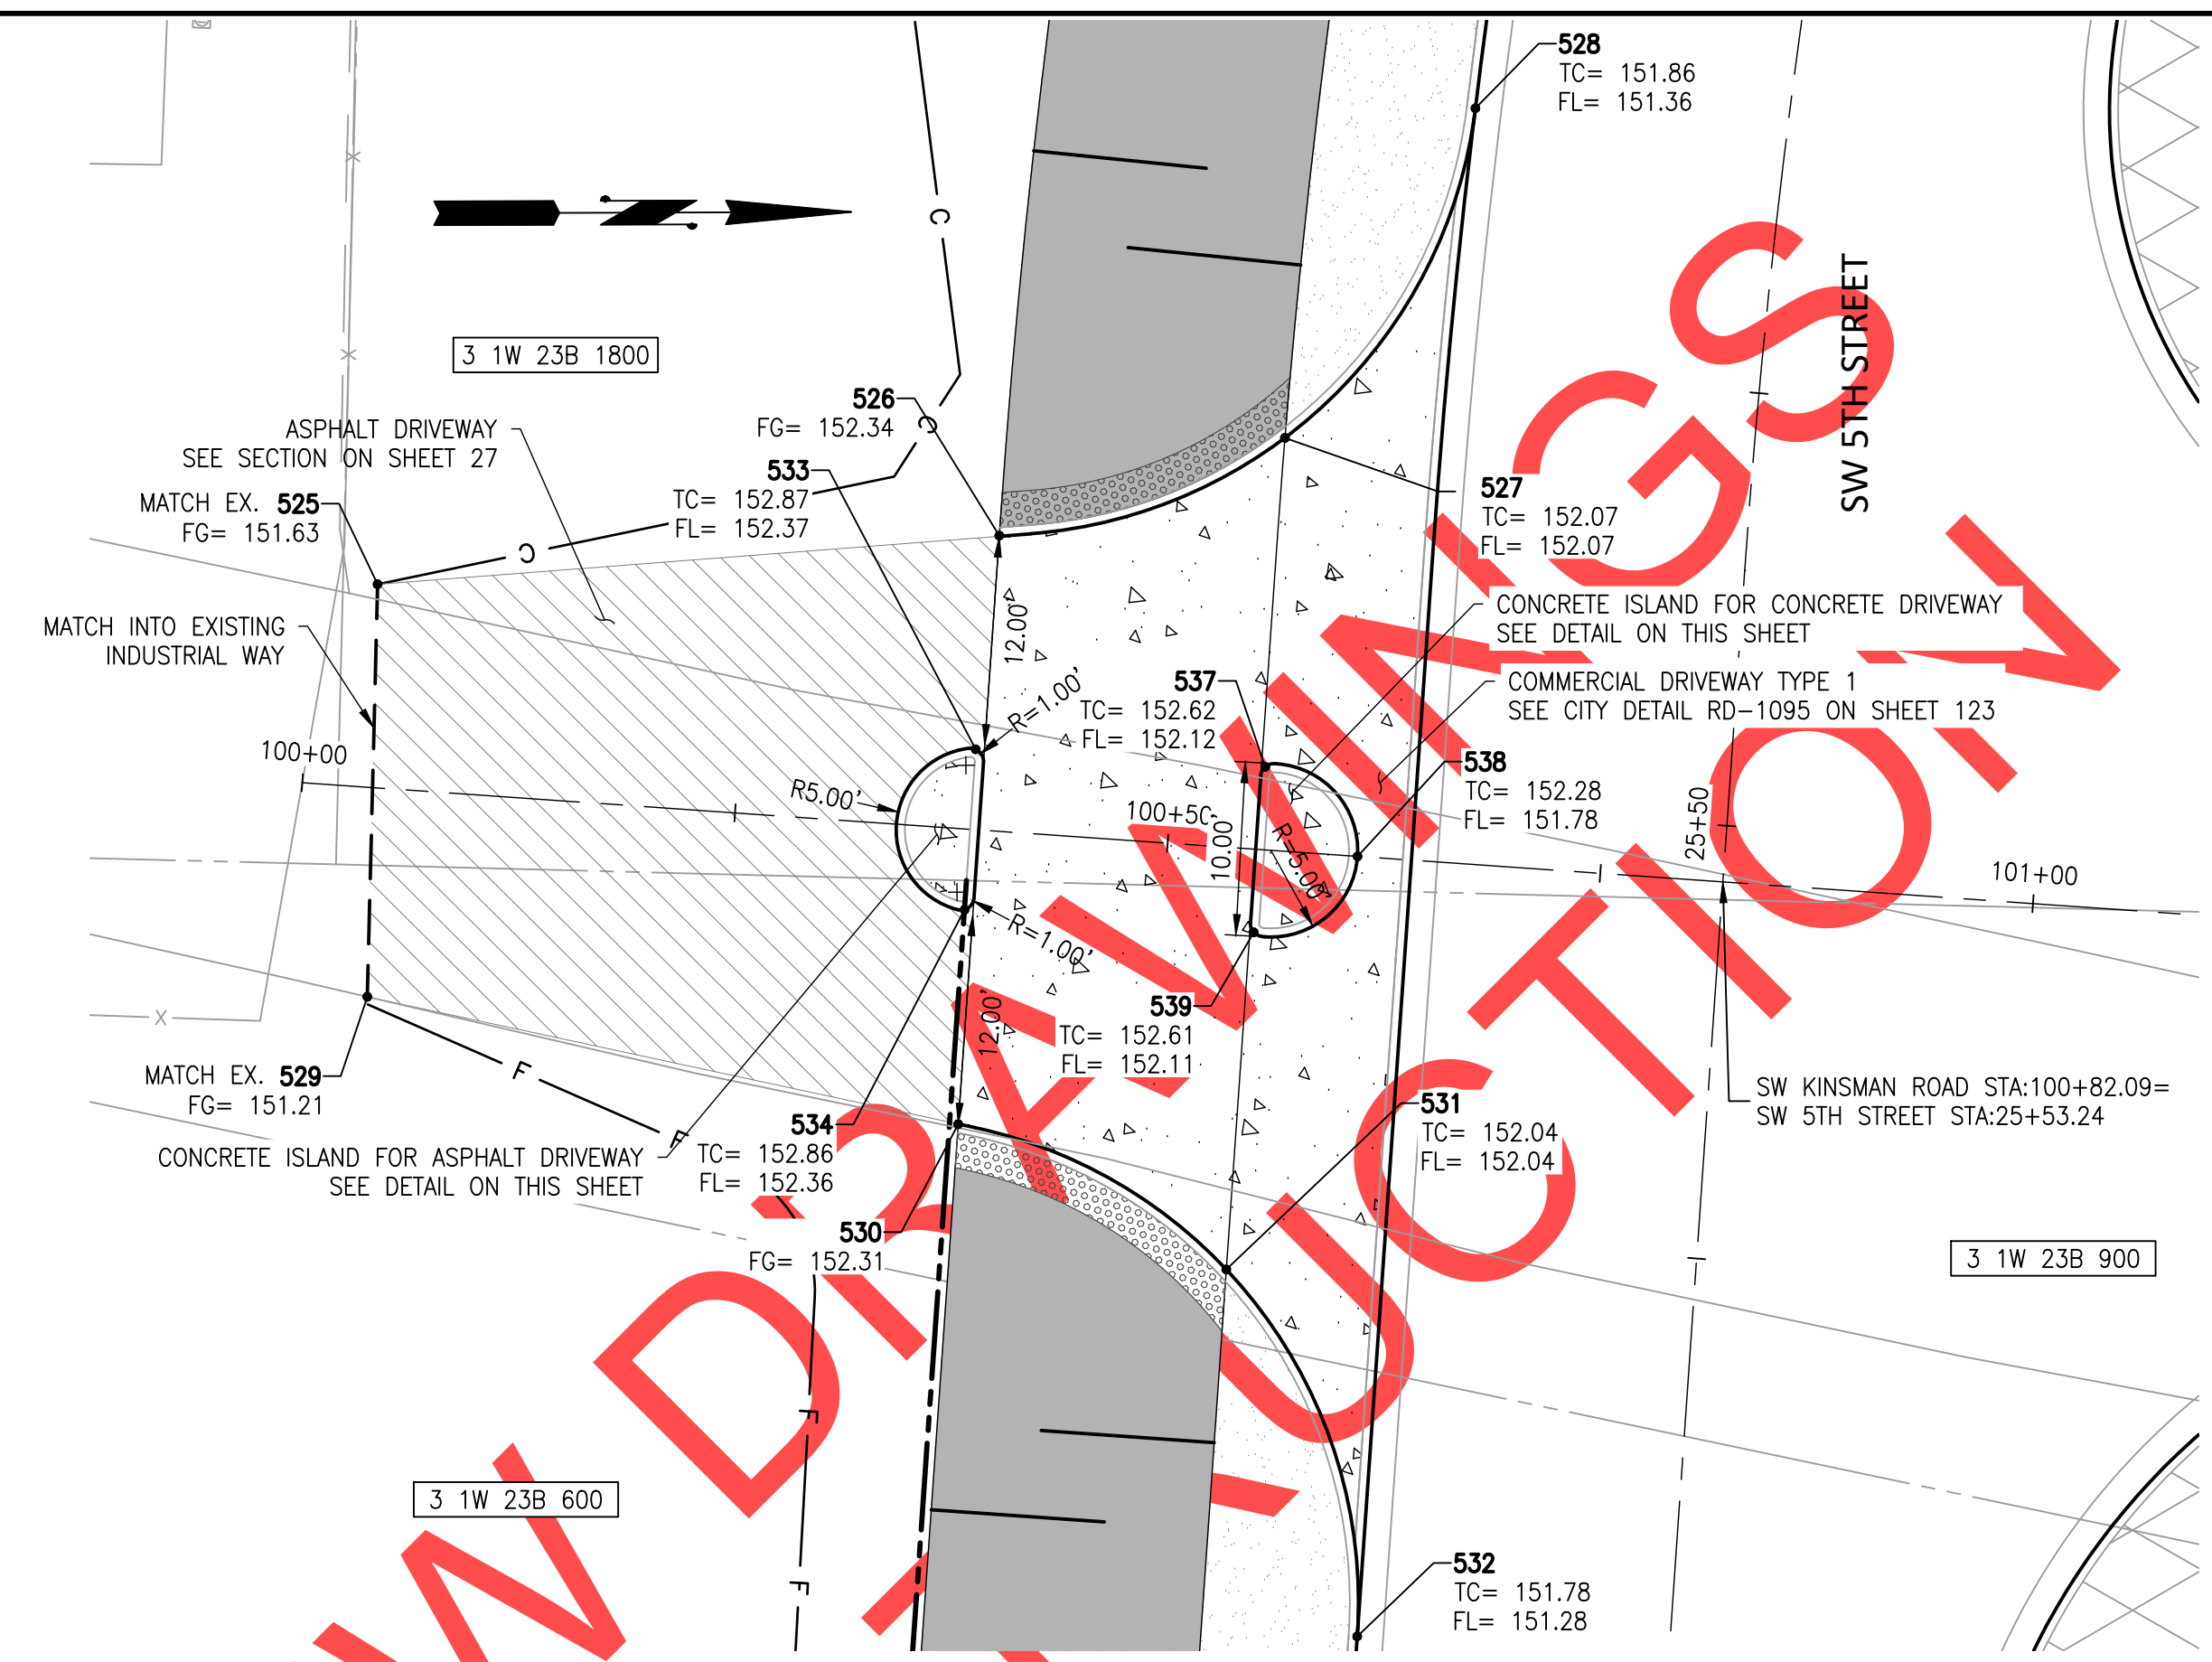 528
TC= 151.86
FL= 151.36
C
3 1W 23B 1800
SW 5TH STREET
526
FG= 152.34
C
ASPHALT DRIVEWAY
SEE SECTION ON SHEET 27
533
TC= 152.87
FL= 152.37
MATCH EX. 525
FG= 151.63
527
TC= 152.07
FL= 152.07
C
CONCRETE ISLAND FOR CONCRETE DRIVEWAY
SEE DETAIL ON THIS SHEET
MATCH INTO EXISTING
INDUSTRIAL WAY
12.00'
R=1.00'
537
TC= 152.62
FL= 152.12
COMMERCIAL DRIVEWAY TYPE 1
SEE CITY DETAIL RD-1095 ON SHEET 123
100+00
R5.00'
538
TC= 152.28
FL= 151.78
100+50
10.00'
R=5.00'
25+50
101+00
R=1.00'
12.00'
539
TC= 152.61
FL= 152.11
MATCH EX. 529
FG= 151.21
F
F
534
TC= 152.86
FL= 152.36
CONCRETE ISLAND FOR ASPHALT DRIVEWAY
SEE DETAIL ON THIS SHEET
531
TC= 152.04
FL= 152.04
SW KINSMAN ROAD STA:100+82.09=
SW 5TH STREET STA:25+53.24
530
FG= 152.31
3 1W 23B 900
F
3 1W 23B 600
F
532
TC= 151.78
FL= 151.28
X
W DRAWINGS
UCTION